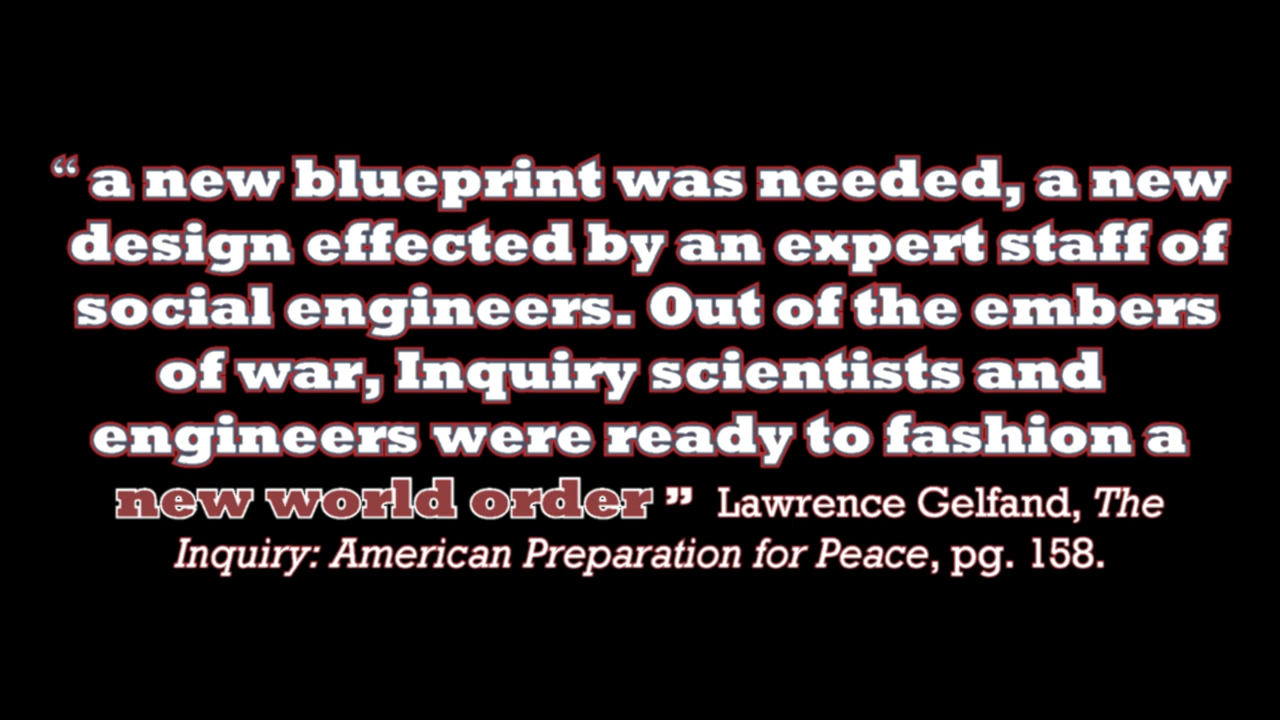 “ a new blueprint was needed, a new
design effected by an expert staff of
social engineers. Out of the embers
of war, Inquiry scientists and
engineers were ready to fashion a
new world order ” Lawrence Gelfand, The
Inquiry: American Preparation for Peace, pg. 158.